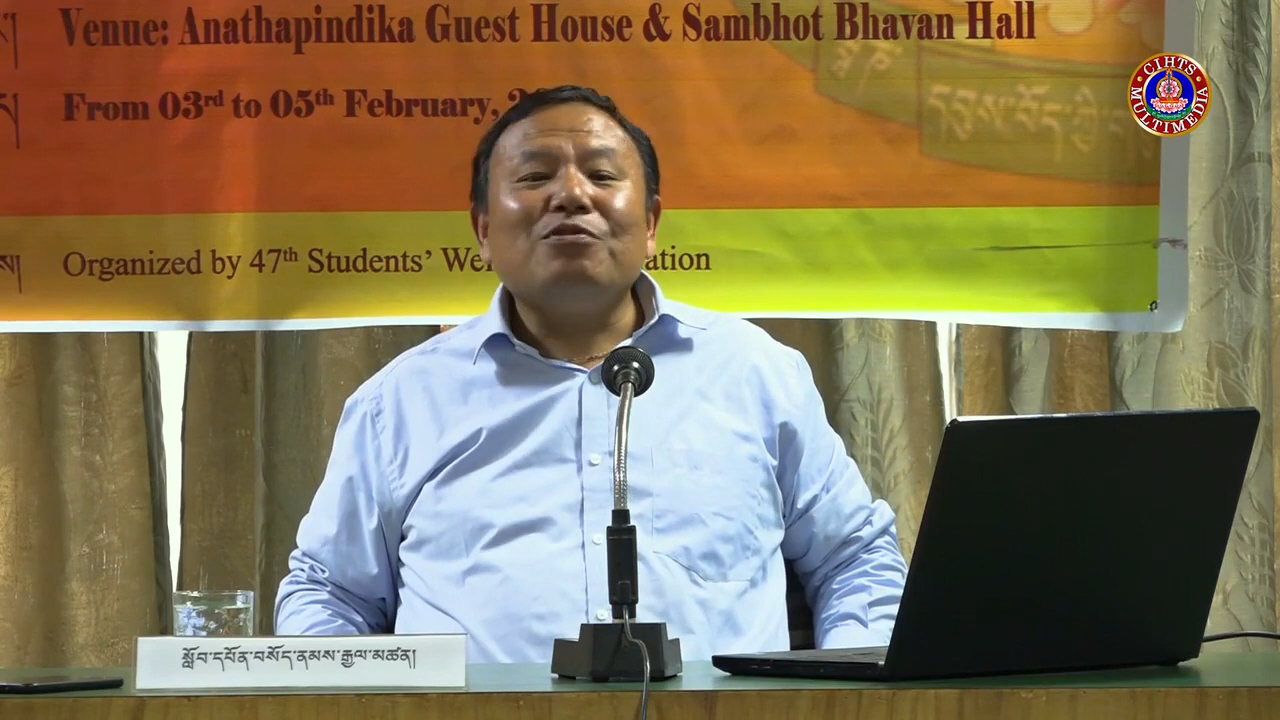 Venue: Anathapindika Guest House & Sambhot Bhavan Hall
From 03rd to 05th February,
Organized by 47th Students'
CIHTS
MULTIMEDIA
སློབ་དཔོན་བསོད་ནམས་རྒྱལ་མཚན།